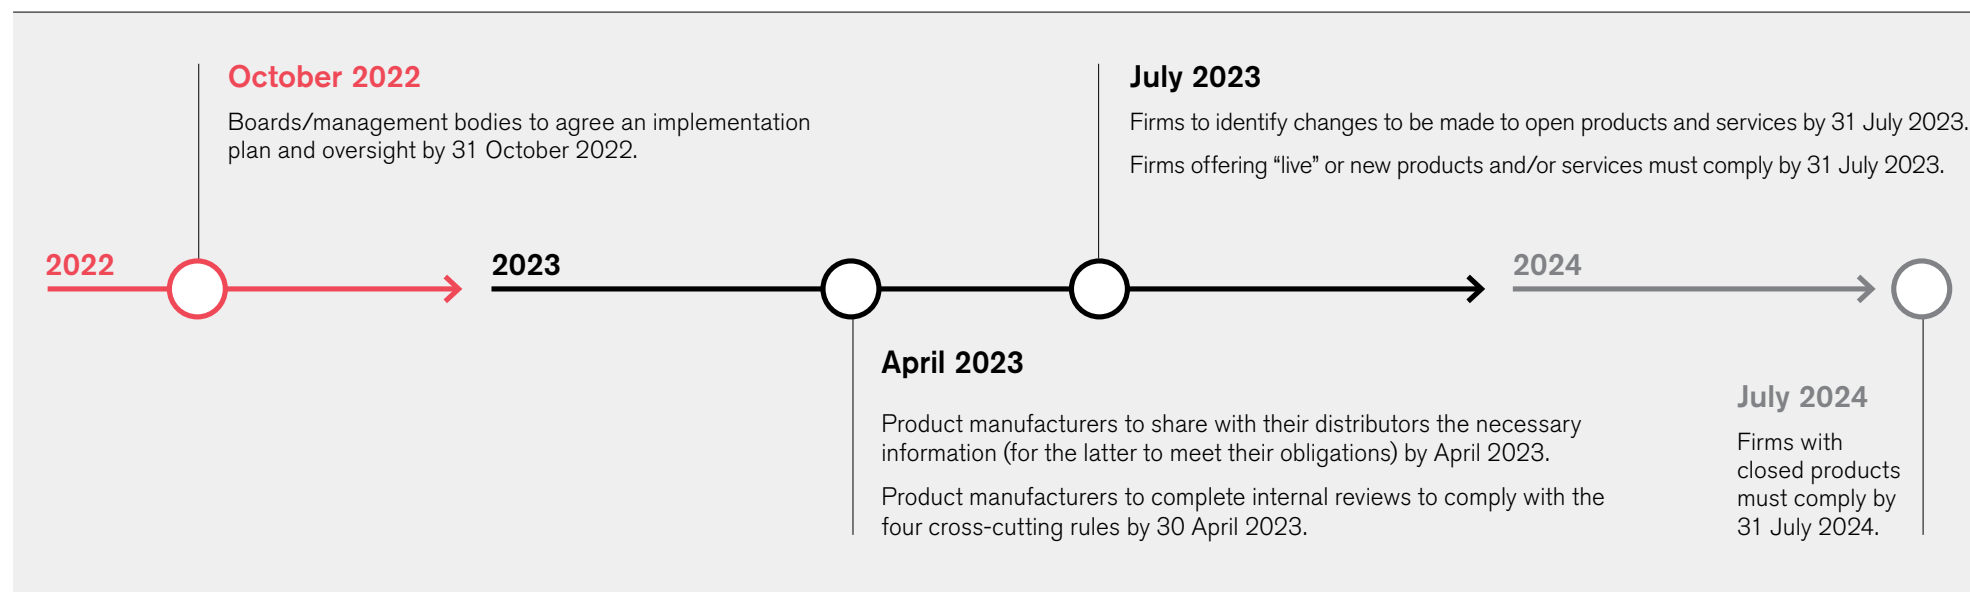 October 2022
Boards/management bodies to agree an implementation
plan and oversight by 31 October 2022.
July 2023
Firms to identify changes to be made to open products and services by 31 July 2023.
Firms offering “live” or new products and/or services must comply by 31 July 2023.
2022
2023
2024
April 2023
Product manufacturers to share with their distributors the necessary
information (for the latter to meet their obligations) by April 2023.
Product manufacturers to complete internal reviews to comply with the
four cross-cutting rules by 30 April 2023.
July 2024
Firms with
closed products
must comply by
31 July 2024.